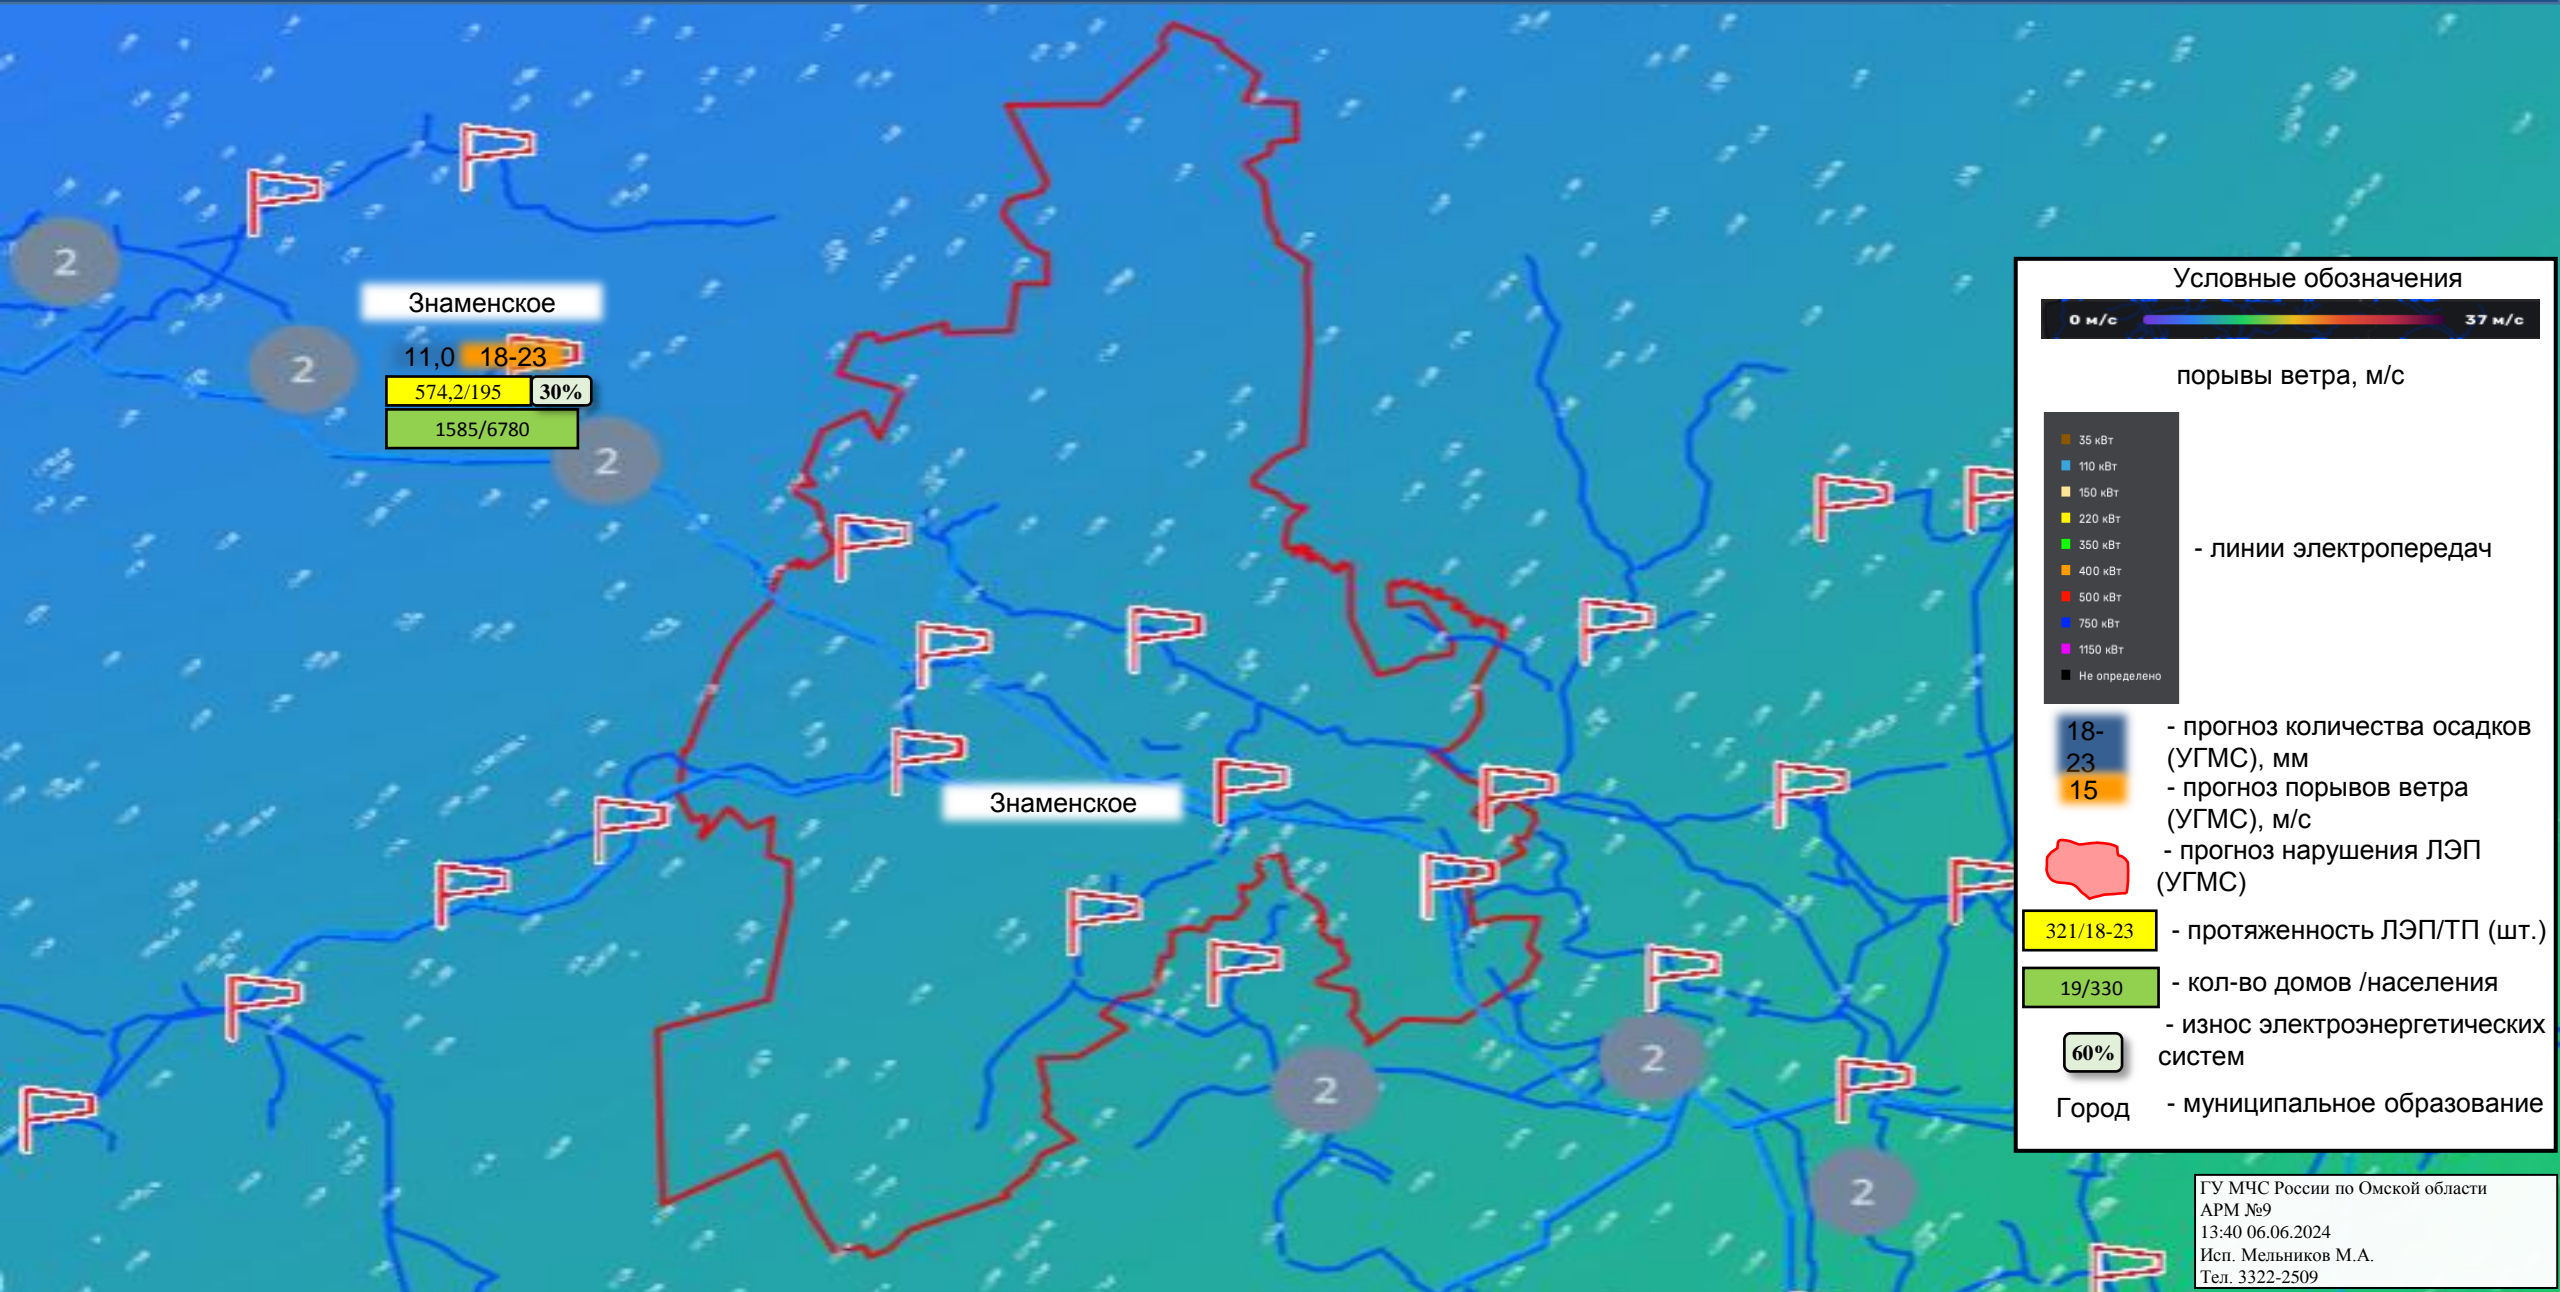 2
Знаменское
2
11,0
18-23
574,2/195
30%
1585/6780
2
Знаменское
2
2
2
Условные обозначения
0 м/с
37 м/с
порывы ветра, м/с
35 кВт
110 кВт
150 кВт
220 кВт
350 кВт
400 кВт
500 кВт
750 кВт
1150 кВт
Не определено
- линии электропередач
18-
23
- прогноз количества осадков
(УГМС), мм
15
- прогноз порывов ветра
(УГМС), м/с
- прогноз нарушения ЛЭП
(УГМС)
321/18-23
- протяженность ЛЭП/ТП (шт.)
19/330
- кол-во домов /населения
60%
- износ электроэнергетических
систем
Город
- муниципальное образование
ГУ МЧС России по Омской области
АРМ №9
13:40 06.06.2024
Исп. Мельников М.А.
Тел. 3322-2509